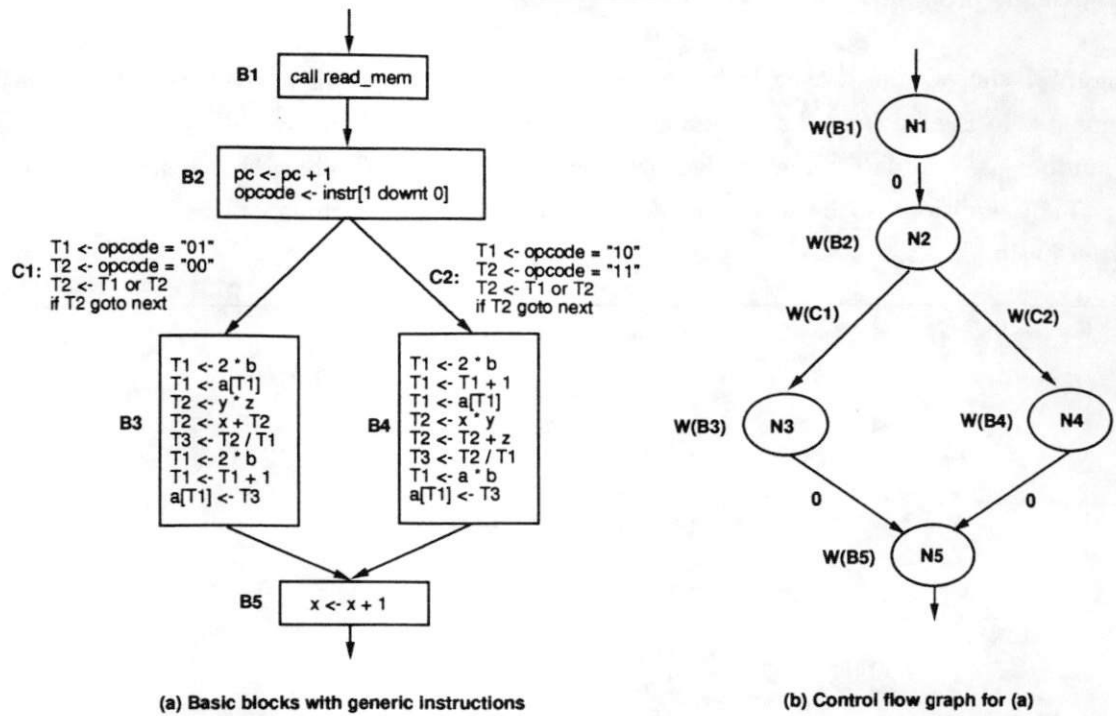 B1
call read_mem
B2
pc <- pc + 1
opcode <- instr[1 downt 0]
C1:
T1 <- opcode = "01"
T2 <- opcode = "00"
T2 <- T1 or T2
if T2 goto next
C2:
T1 <- opcode = "10"
T2 <- opcode = "11"
T2 <- T1 or T2
if T2 goto next
B3
T1 <- 2 * b
T1 <- a[T1]
T2 <- y * z
T2 <- x + T2
T3 <- T2 / T1
T1 <- 2 * b
T1 <- T1 + 1
a[T1] <- T3
B4
T1 <- 2 * b
T1 <- T1 + 1
T1 <- a[T1]
T2 <- x * y
T2 <- T2 + z
T3 <- T2 / T1
T1 <- a * b
a[T1] <- T3
B5
x <- x + 1
(a) Basic blocks with generic instructions
W(B1)
N1
0
W(B2)
N2
W(C1)
W(C2)
W(B3)
N3
W(B4)
N4
0
0
W(B5)
N5
(b) Control flow graph for (a)